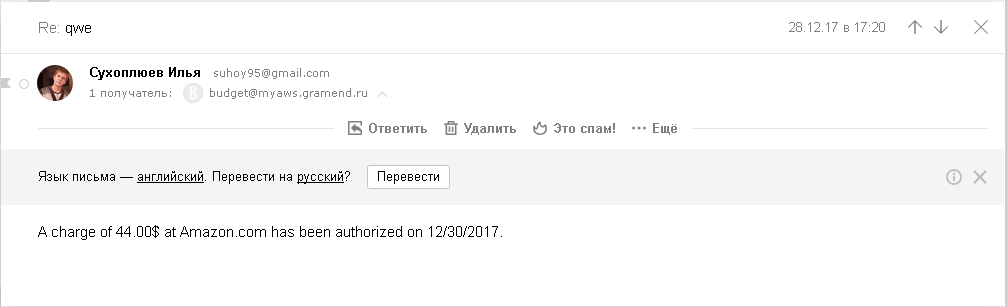 Re: qwe
28.12.17 в 17:20
Сухоплюев Илья suhoy95@gmail.com
1 получатель: B budget@myaws.gramend.ru
Ответить Удалить Это спам! Ещё
Язык письма — английский. Перевести на русский? Перевести
A charge of 44.00$ at Amazon.com has been authorized on 12/30/2017.